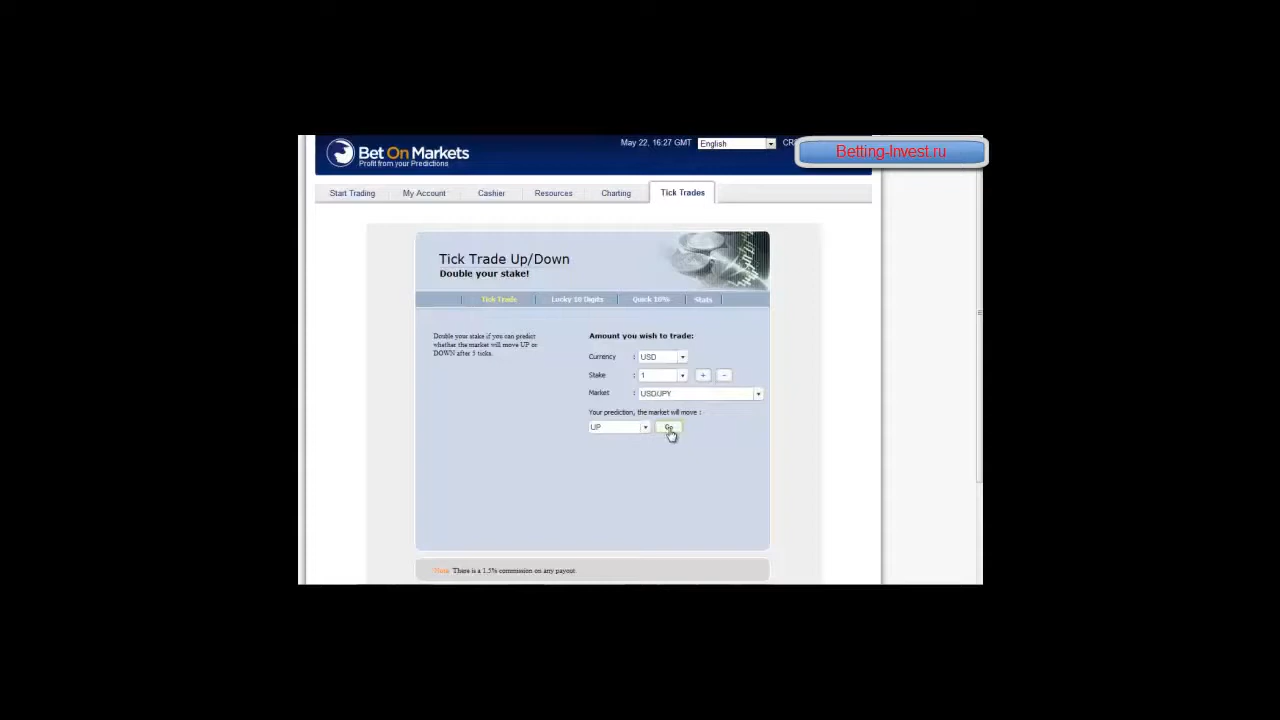 May 22, 16:27 GMT
English
CR
Betting-Invest.ru
Bet On Markets
Profit from your Predictions
Start Trading
My Account
Cashier
Resources
Charting
Tick Trades
Tick Trade Up/Down
Double your stake!
Tick Trade
Lucky 10 Digits
Quick 10%
Stats
Double your stake if you can predict
whether the market will move UP or
DOWN after 5 ticks.
Amount you wish to trade:
Currency : USD
Stake : 1 + -
Market : USDJPY
Your prediction, the market will move :
UP
Go
There is a 1.5% commission on any payout.